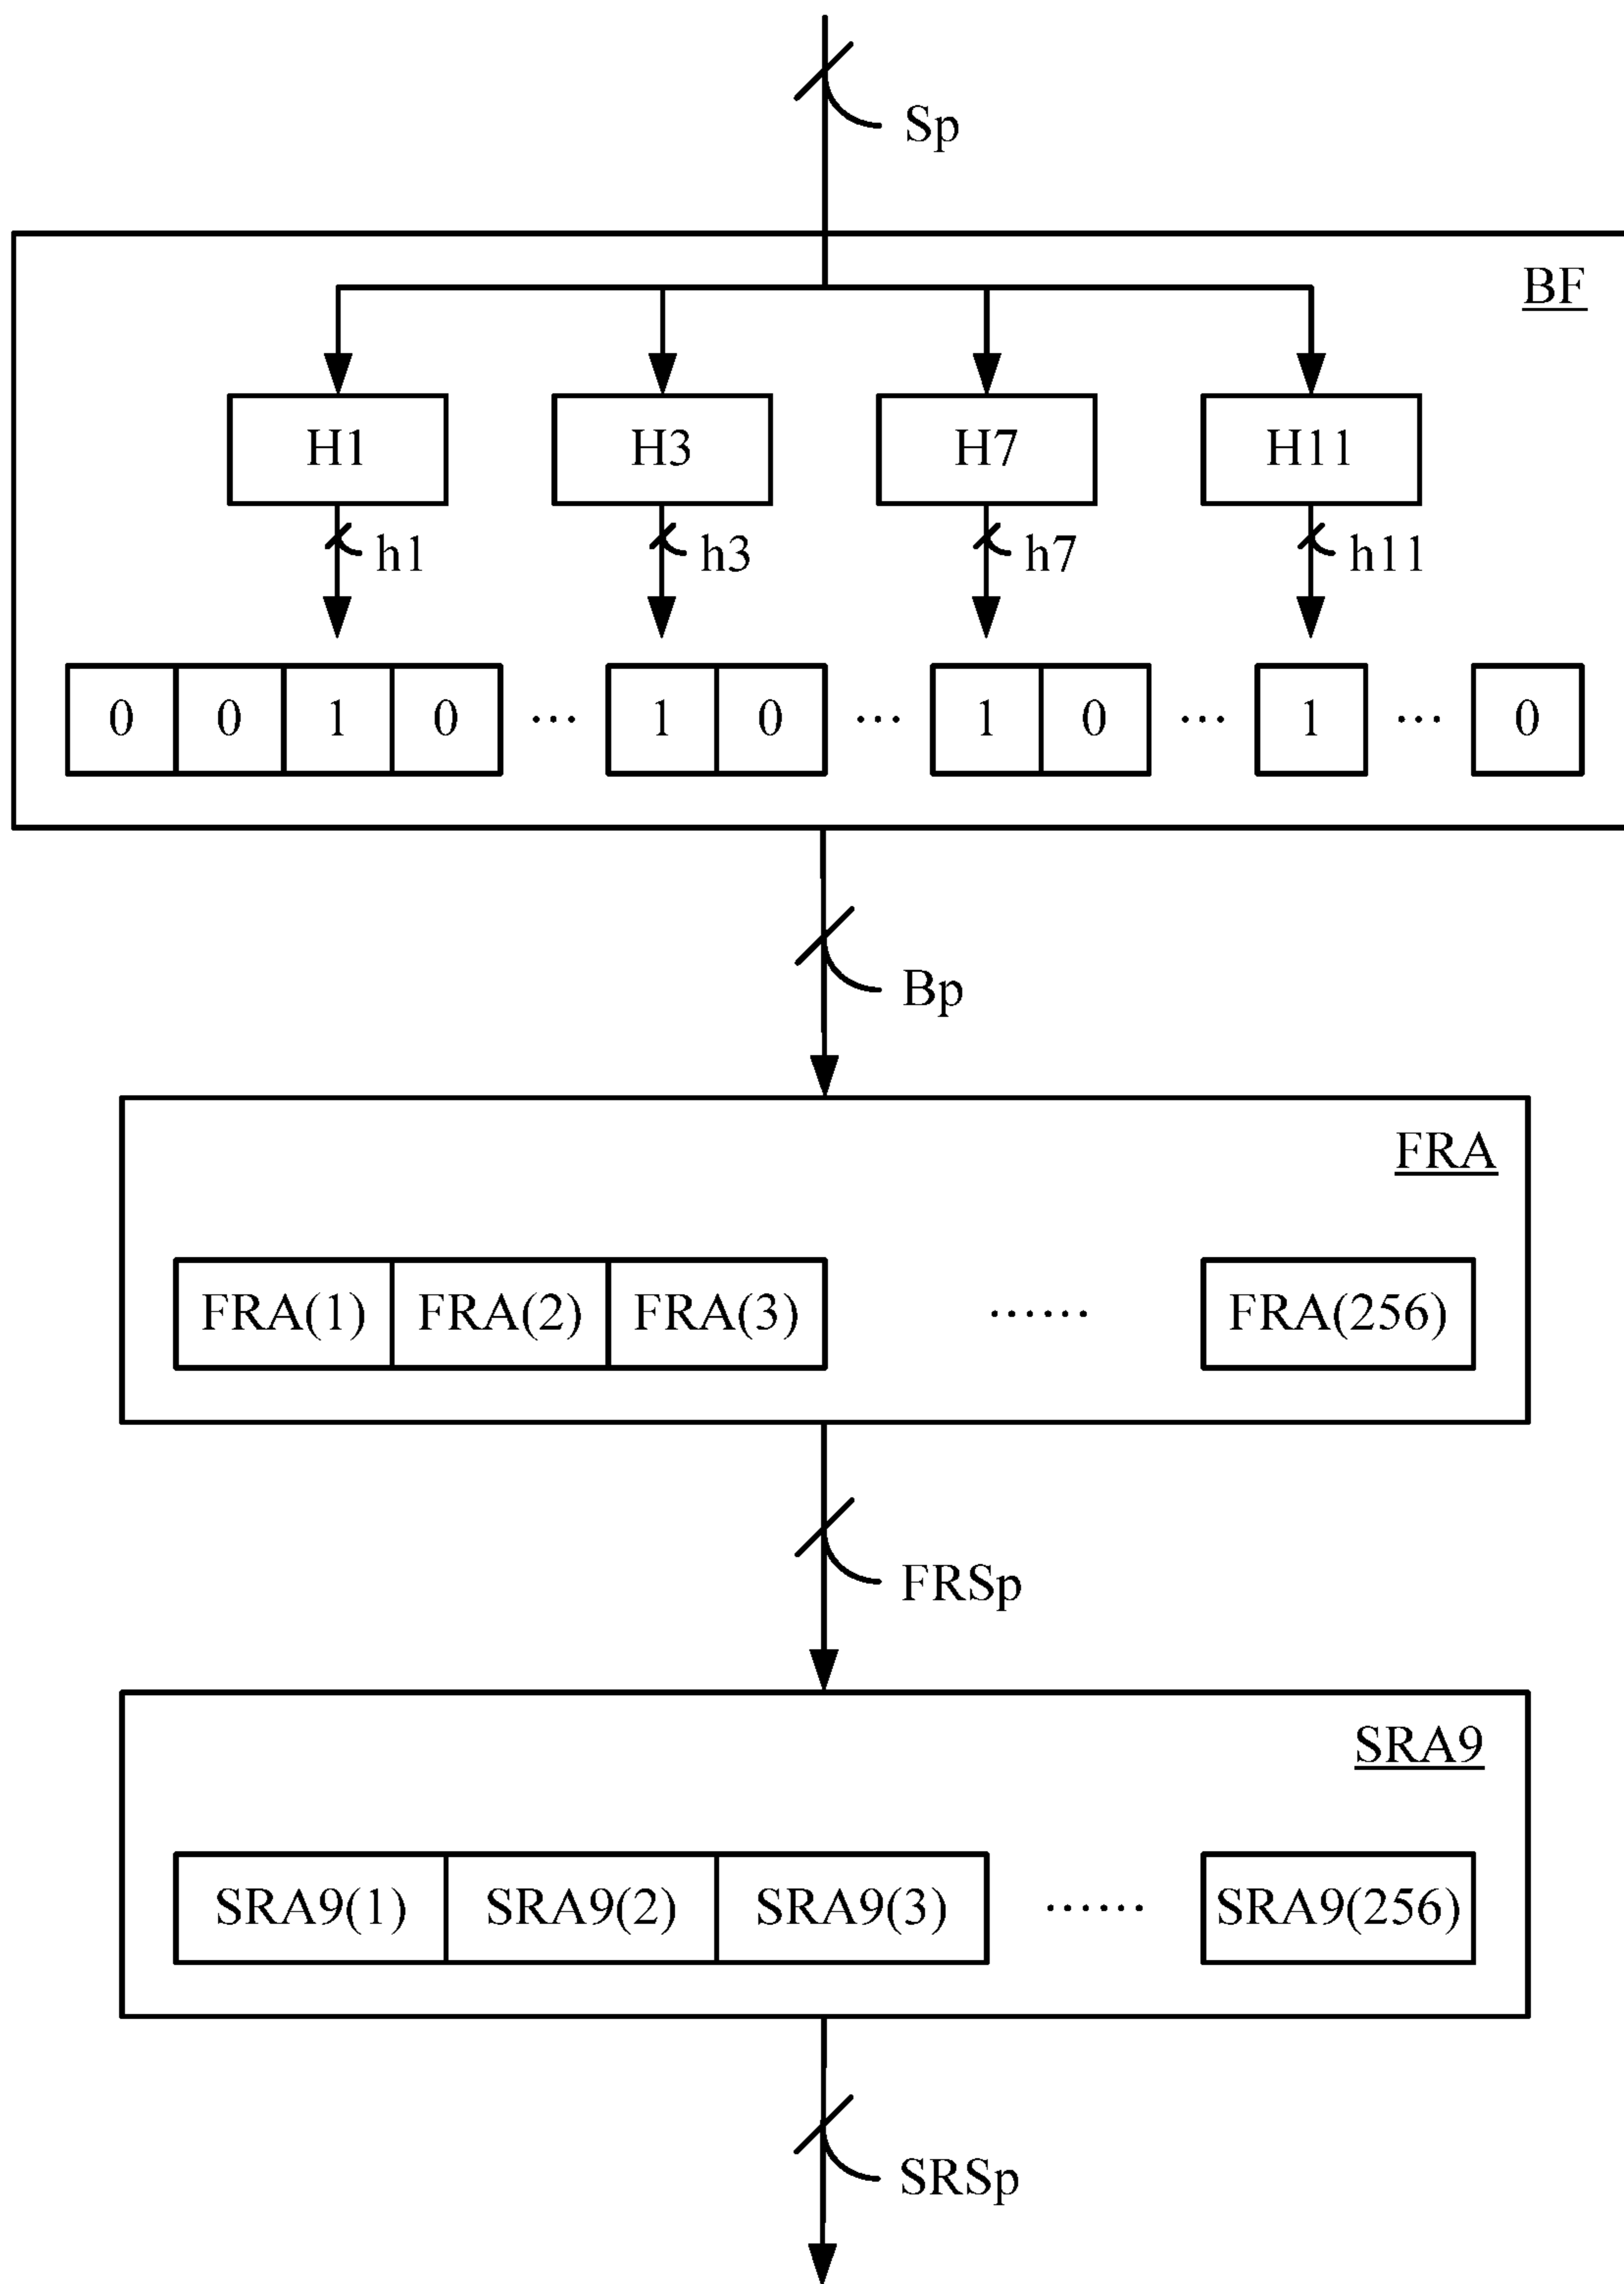 Sp
BF
H1 H3 H7 H11
h1 h3 h7 h11
0 0 1 0 ... 1 0 ... 1 0 ... 1 ... 0
Bp
FRA
FRA(1) FRA(2) FRA(3) ...... FRA(256)
FRSp
SRA9
SRA9(1) SRA9(2) SRA9(3) ...... SRA9(256)
SRSp